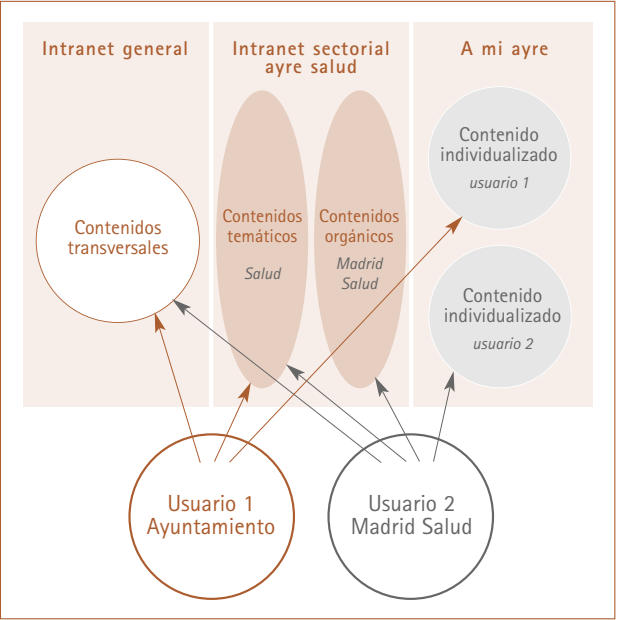 Intranet general
Intranet sectorial
ayre salud
A mi ayre
Contenidos
transversales
Contenidos
temáticos
Salud
Contenidos
orgánicos
Madrid
Salud
Contenido
individualizado
usuario 1
Contenido
individualizado
usuario 2
Usuario 1
Ayuntamiento
Usuario 2
Madrid Salud